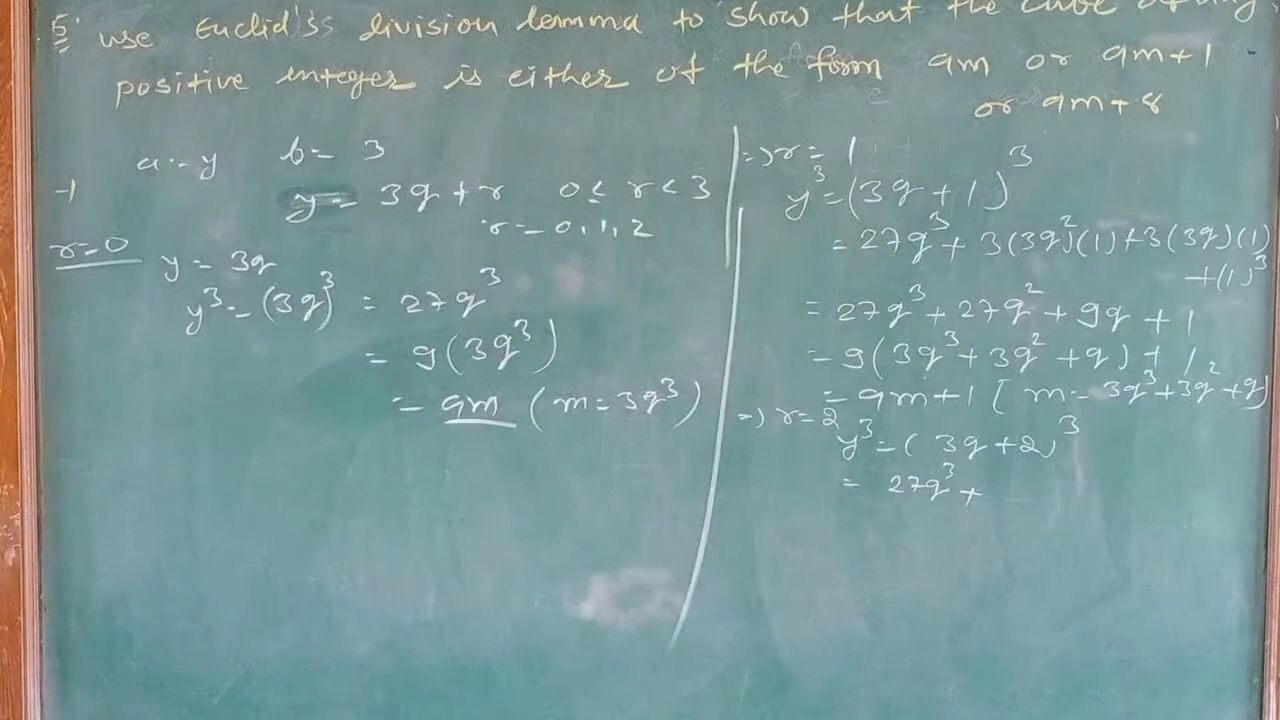 5. use Euclid'ss division lemma to show that the cube of any
positive integer is either of the form 9m or 9m+1
or 9m+8
a = y b = 3
y = 3q + r 0 ≤ r < 3
r = 0, 1, 2
r = 0
y = 3q
y³ = (3q)³ = 27q³
= 9(3q³)
= 9m (m = 3q³)
=> r = 1
y³ = (3q + 1)³
= 27q³ + 3(3q)²(1) + 3(3q)(1)
+ (1)³
= 27q³ + 27q² + 9q + 1
= 9(3q³ + 3q² + q) + 1
= 9m + 1 [ m = 3q³ + 3q² + q]
=> r = 2
y³ = (3q + 2)³
= 27q³ +